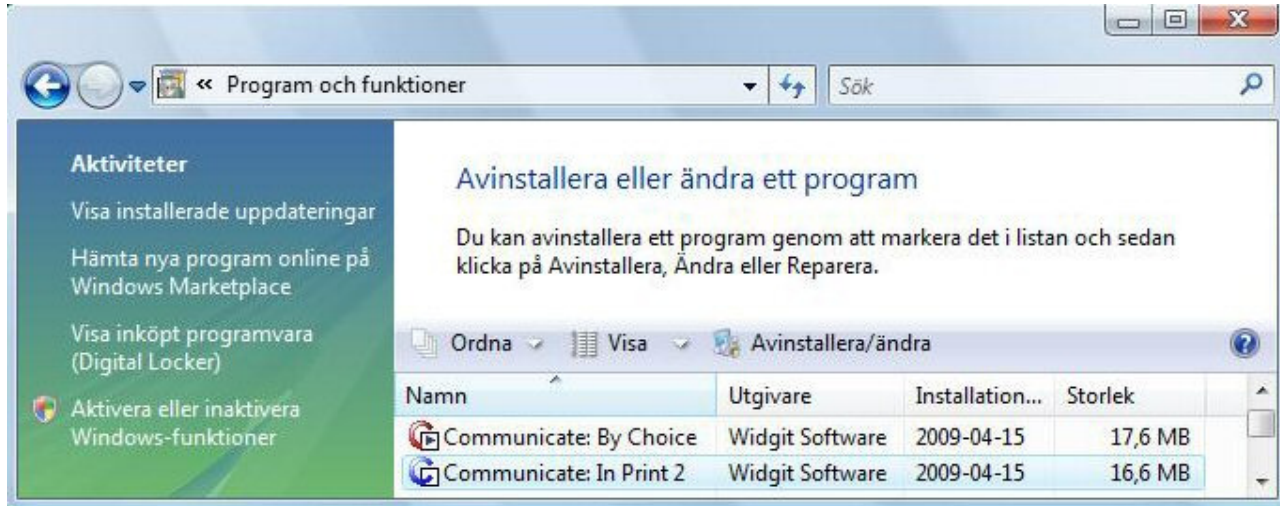 « Program och funktioner
Sök
Aktiviteter
Visa installerade uppdateringar
Hämta nya program online på
Windows Marketplace
Visa inköpt programvara
(Digital Locker)
Aktivera eller inaktivera
Windows-funktioner
Avinstallera eller ändra ett program
Du kan avinstallera ett program genom att markera det i listan och sedan
klicka på Avinstallera, Ändra eller Reparera.
Ordna Visa Avinstallera/ändra
Namn Utgivare Installation... Storlek
Communicate: By Choice Widgit Software 2009-04-15 17,6 MB
Communicate: In Print 2 Widgit Software 2009-04-15 16,6 MB